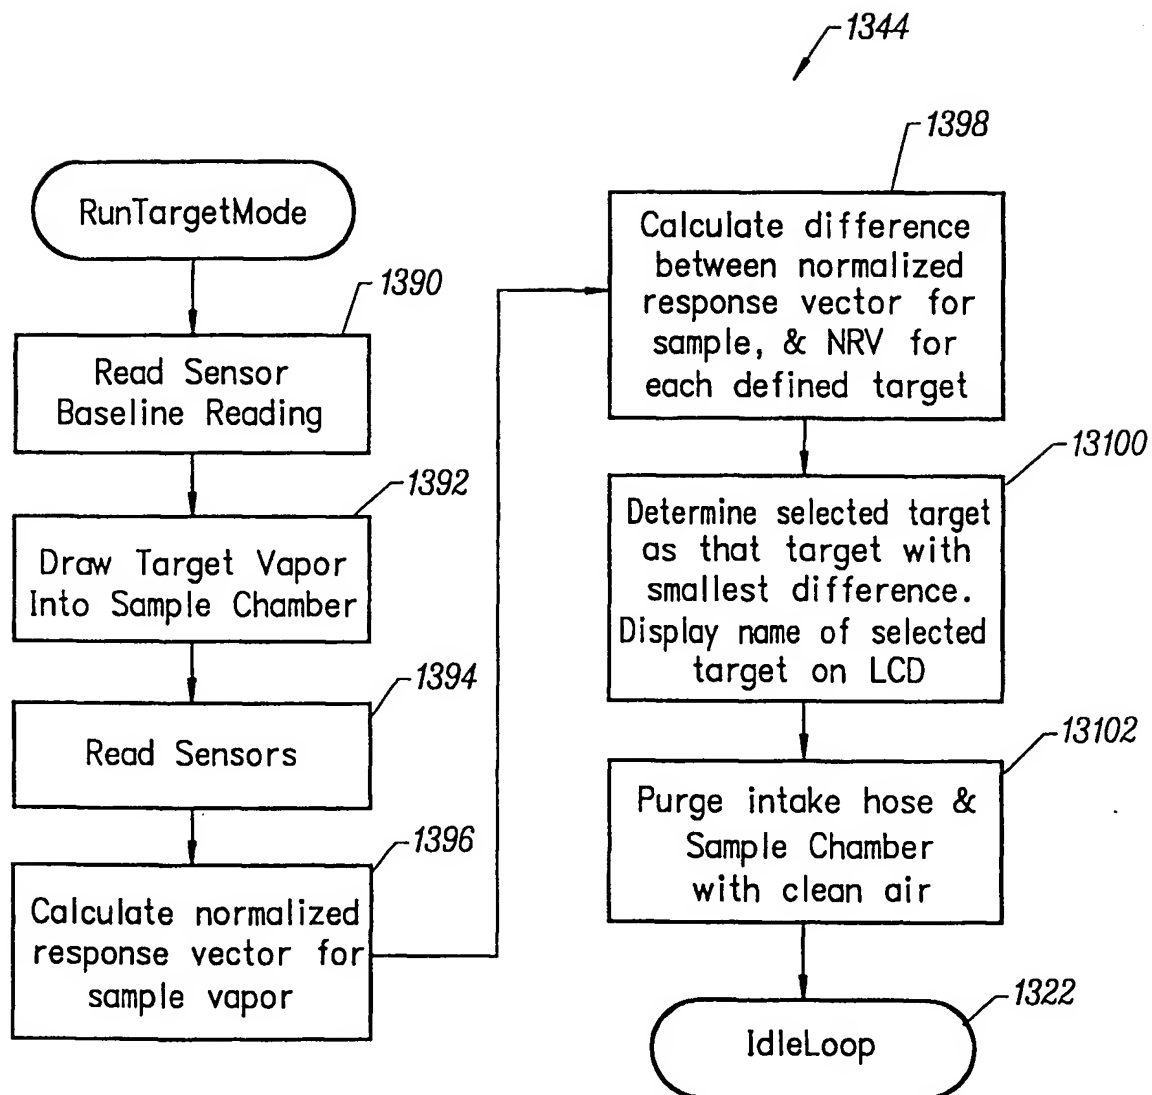 1344
RunTargetMode
1390
Read Sensor
Baseline Reading
1392
Draw Target Vapor
Into Sample Chamber
1394
Read Sensors
1396
Calculate normalized
response vector for
sample vapor
1398
Calculate difference
between normalized
response vector for
sample, & NRV for
each defined target
13100
Determine selected target
as that target with
smallest difference.
Display name of selected
target on LCD
13102
Purge intake hose &
Sample Chamber
with clean air
1322
IdleLoop